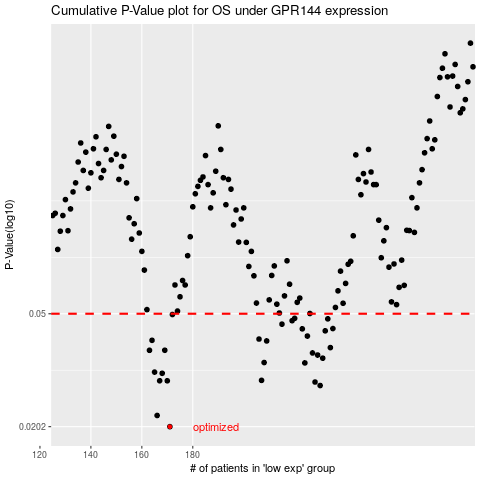 Cumulative P-Value plot for OS under GPR144 expression
P-Value(log10)
0.05
0.0202
optimized
120 140 160 180
# of patients in 'low exp' group